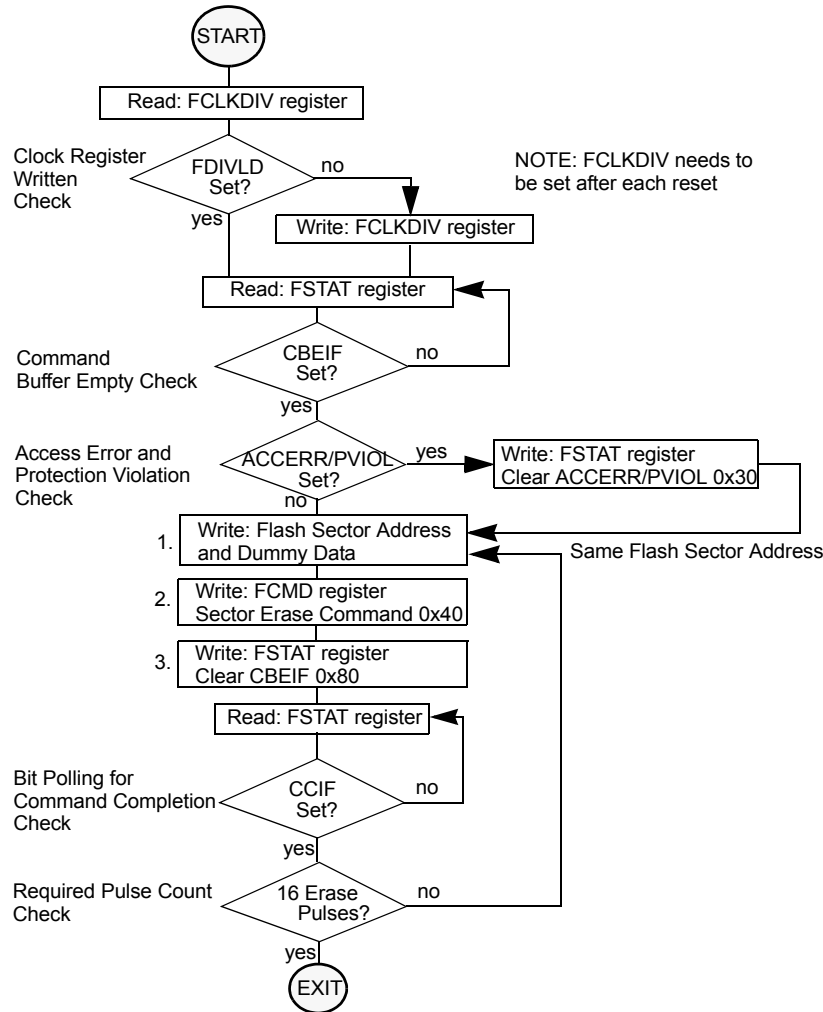 START
Read: FCLKDIV register
Clock Register
Written
Check
FDIVLD
Set?
no
yes
NOTE: FCLKDIV needs to
be set after each reset
Write: FCLKDIV register
Read: FSTAT register
Command
Buffer Empty Check
CBEIF
Set?
no
yes
Access Error and
Protection Violation
Check
ACCERR/PVIOL
Set?
yes
no
Write: FSTAT register
Clear ACCERR/PVIOL 0x30
1.
Write: Flash Sector Address
and Dummy Data
Same Flash Sector Address
2.
Write: FCMD register
Sector Erase Command 0x40
3.
Write: FSTAT register
Clear CBEIF 0x80
Read: FSTAT register
Bit Polling for
Command Completion
Check
CCIF
Set?
no
yes
Required Pulse Count
Check
16 Erase
Pulses?
no
yes
EXIT